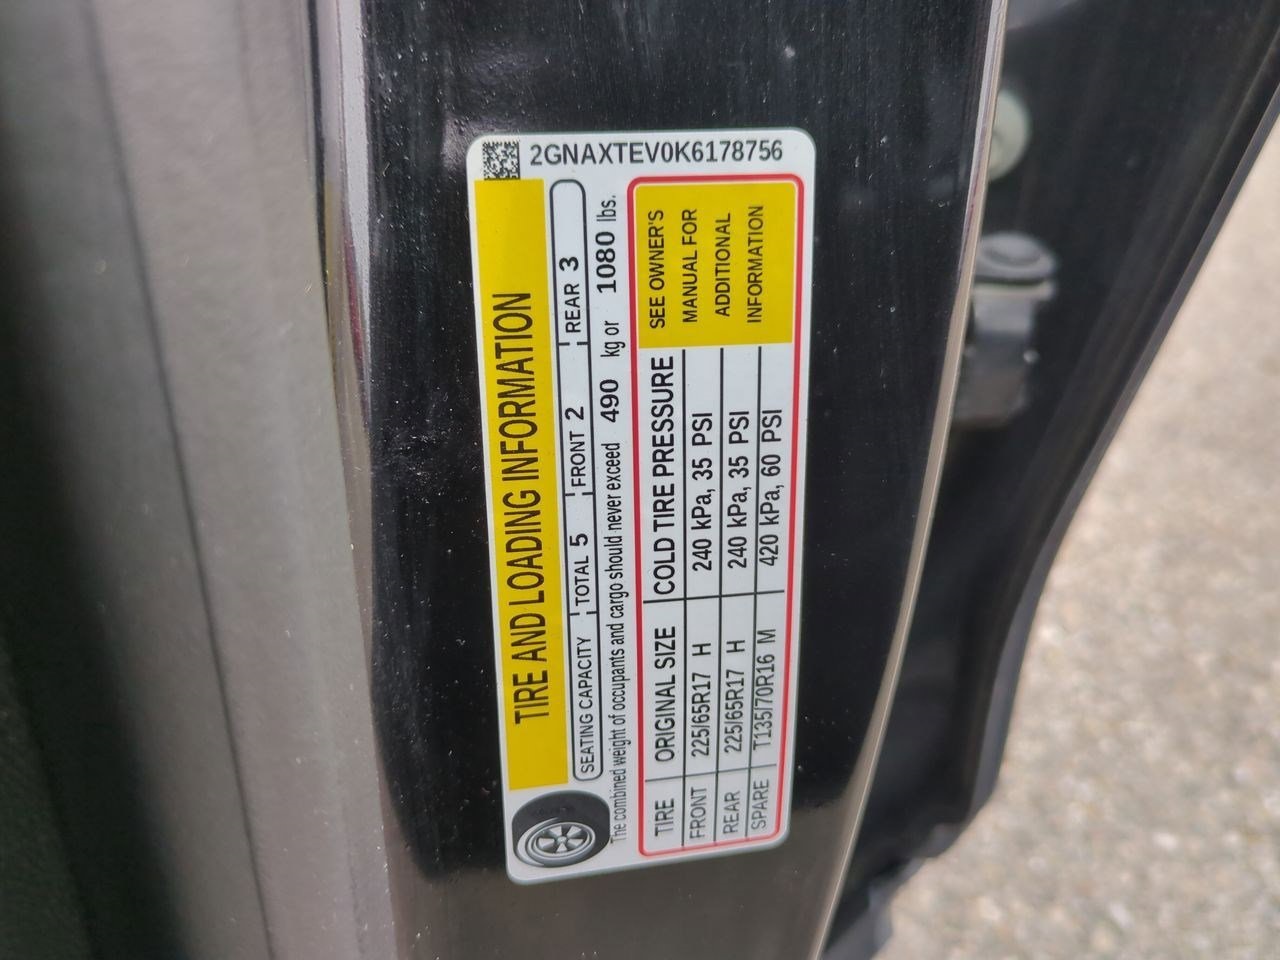 2GNAXTEV0K6178756
TIRE AND LOADING INFORMATION
SEATING CAPACITY TOTAL 5 FRONT 2 REAR 3
The combined weight of occupants and cargo should never exceed 490 kg or 1080 lbs.
TIRE ORIGINAL SIZE COLD TIRE PRESSURE
FRONT 225/65R17 H 240 kPa, 35 PSI
REAR 225/65R17 H 240 kPa, 35 PSI
SPARE T135/70R16 M 420 kPa, 60 PSI
SEE OWNER'S
MANUAL FOR
ADDITIONAL
INFORMATION